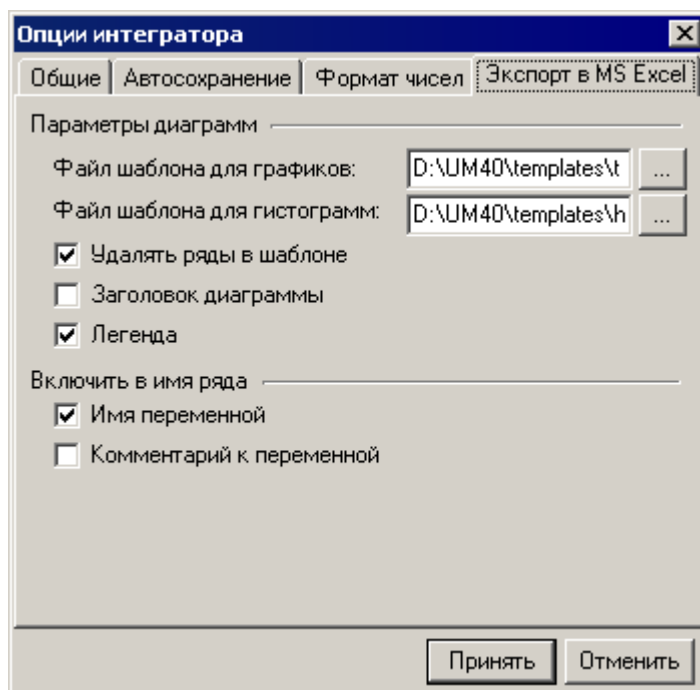 Опции интегратора
Общие Автосохранение Формат чисел Экспорт в MS Excel
Параметры диаграмм
Файл шаблона для графиков: D:\UM40\templates\t ...
Файл шаблона для гистограмм: D:\UM40\templates\h ...
Удалять ряды в шаблоне
Заголовок диаграммы
Легенда
Включить в имя ряда
Имя переменной
Комментарий к переменной
Принять Отменить